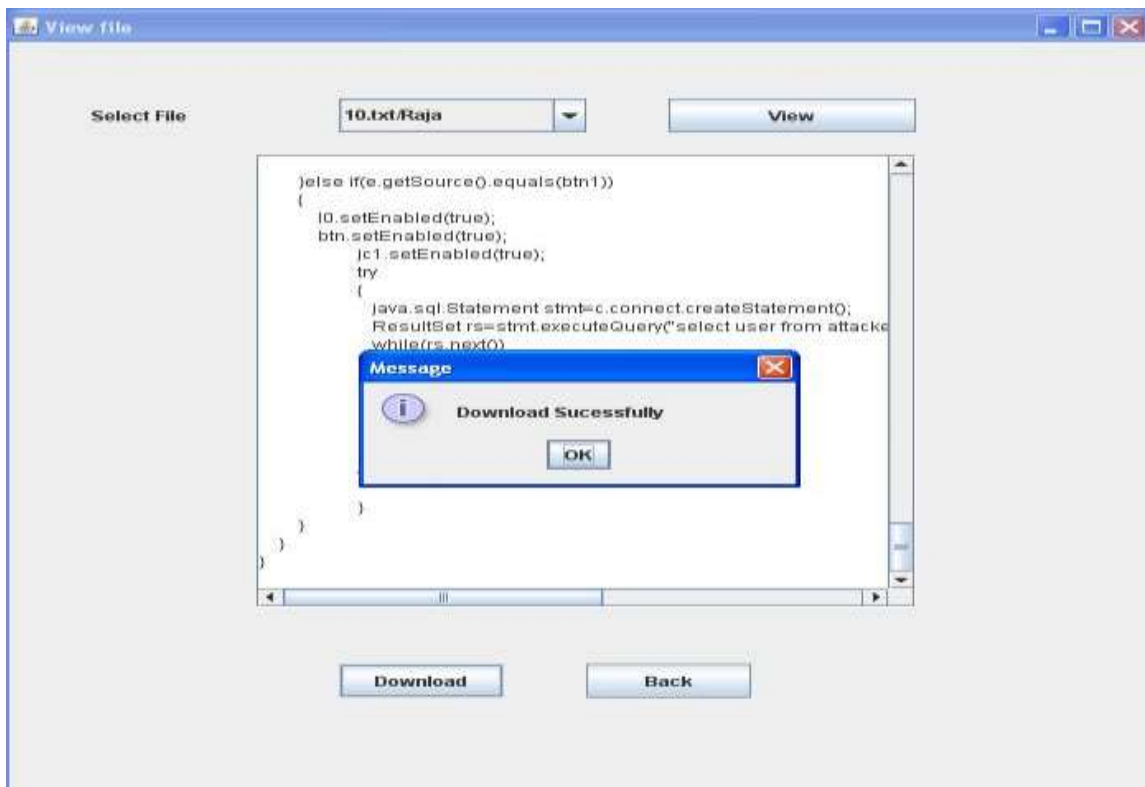 View file
Select File
10.txt/Raja
View
}else if(e.getSource().equals(btn1))
{
l0.setEnabled(true);
btn.setEnabled(true);
jc1.setEnabled(true);
try
{
java.sql.Statement stmt=c.connect.createStatement();
ResultSet rs=stmt.executeQuery("select user from attacke
while(rs.next())
Message
Download Sucessfully
OK
}
}
}
}
Download
Back